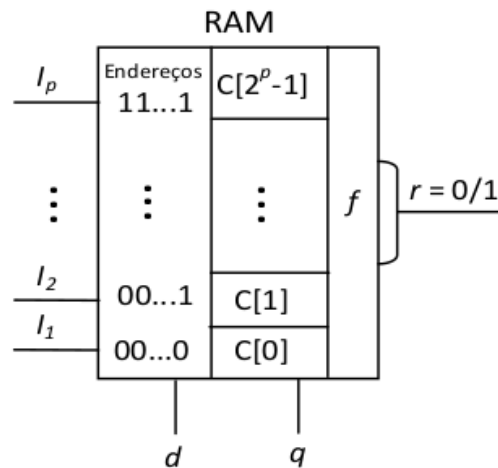 RAM
Endereços
I_p 11...1 C[2^p-1]
f r = 0/1
I_2 00...1 C[1]
I_1 00...0 C[0]
d q